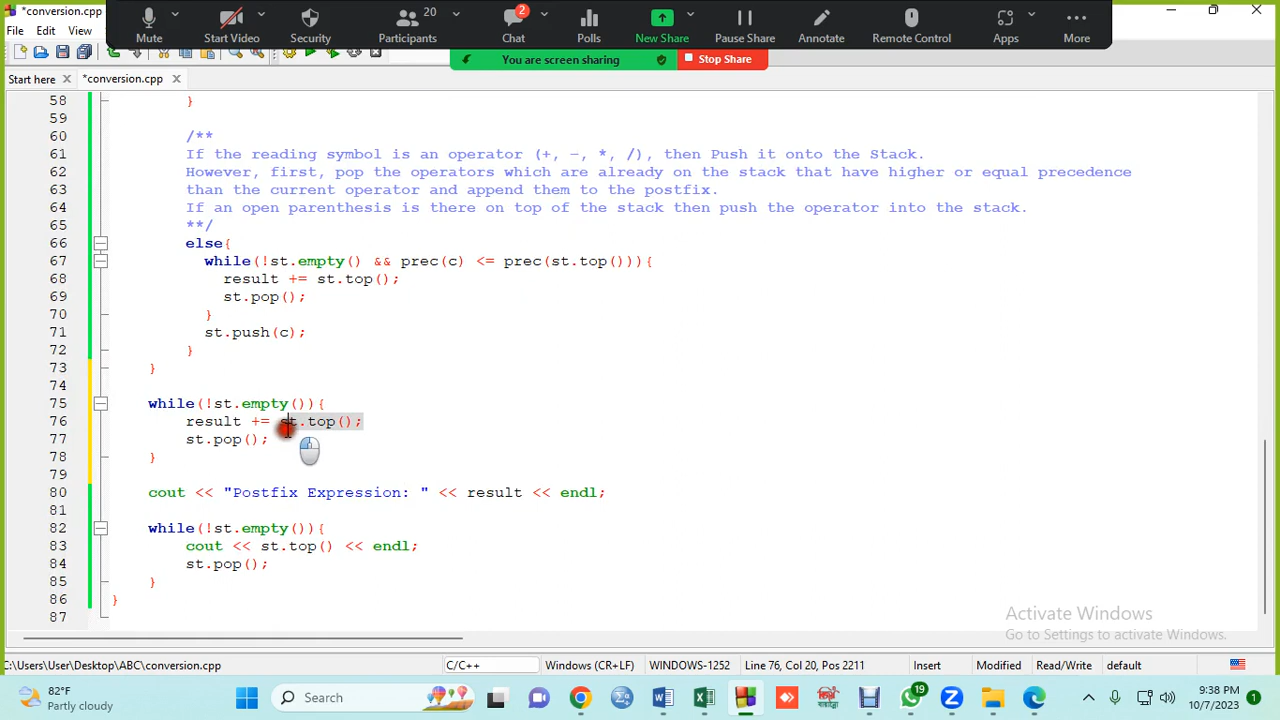 *conversion.cpp
File Edit View
Mute
Start Video
Security
20
Participants
2
Chat
Polls
New Share
Pause Share
Annotate
Remote Control
Apps
More
You are screen sharing
Stop Share
Start here
*conversion.cpp
58 }
59
60 /**
61 If the reading symbol is an operator (+, −, *, /), then Push it onto the Stack.
62 However, first, pop the operators which are already on the stack that have higher or equal precedence
63 than the current operator and append them to the postfix.
64 If an open parenthesis is there on top of the stack then push the operator into the stack.
65 **/
66 else{
67 while(!st.empty() && prec(c) <= prec(st.top())){
68 result += st.top();
69 st.pop();
70 }
71 st.push(c);
72 }
73 }
74
75 while(!st.empty()){
76 result += st.top();
77 st.pop();
78 }
79
80 cout << "Postfix Expression: " << result << endl;
81
82 while(!st.empty()){
83 cout << st.top() << endl;
84 st.pop();
85 }
86 }
87
Activate Windows
Go to Settings to activate Windows.
C:\Users\User\Desktop\ABC\conversion.cpp
C/C++
Windows (CR+LF)
WINDOWS-1252
Line 76, Col 20, Pos 2211
Insert
Modified
Read/Write
default
82°F
Partly cloudy
Search
19
9:38 PM
10/7/2023
1